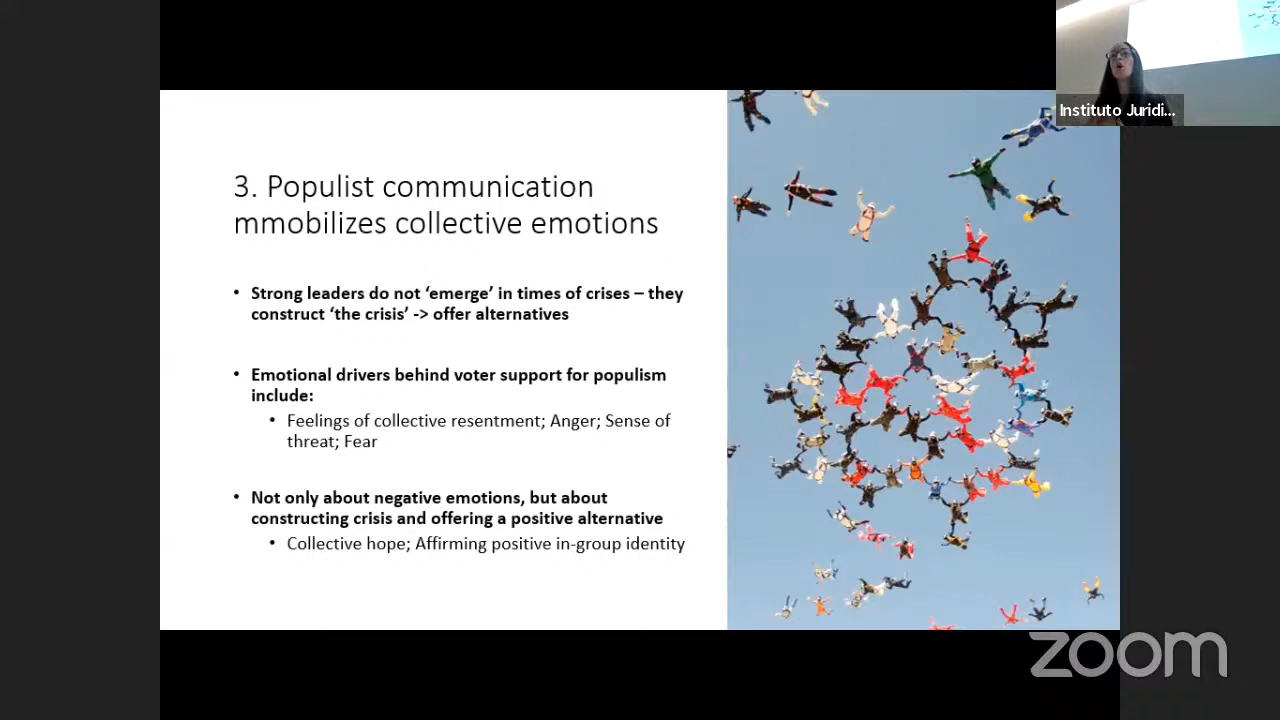 Instituto Juridi...
3. Populist communication
mmobilizes collective emotions
• Strong leaders do not ‘emerge’ in times of crises – they
construct ‘the crisis’ -> offer alternatives
• Emotional drivers behind voter support for populism
include:
• Feelings of collective resentment; Anger; Sense of
threat; Fear
• Not only about negative emotions, but about
constructing crisis and offering a positive alternative
• Collective hope; Affirming positive in-group identity
zoom